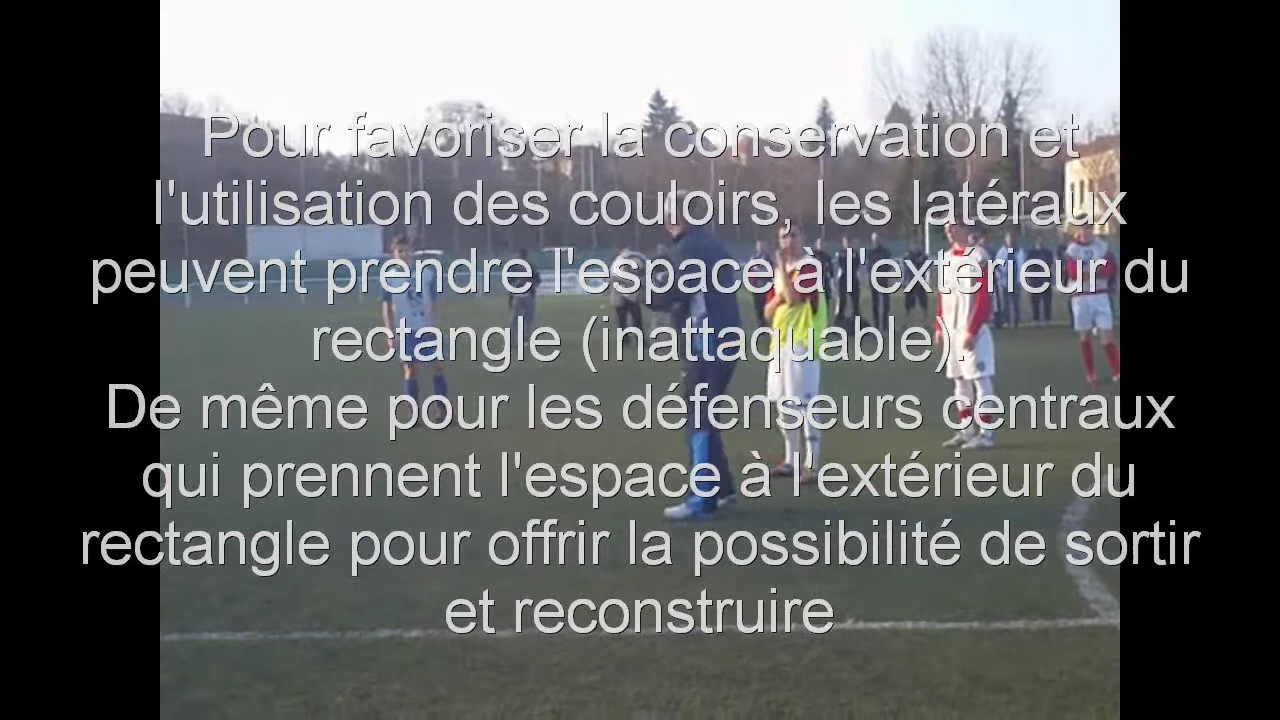 Pour favoriser la conservation et
l'utilisation des couloirs, les latéraux
peuvent prendre l'espace à l'extérieur du
rectangle (inattaquable).
De même pour les défenseurs centraux
qui prennent l'espace à l'extérieur du
rectangle pour offrir la possibilité de sortir
et reconstruire